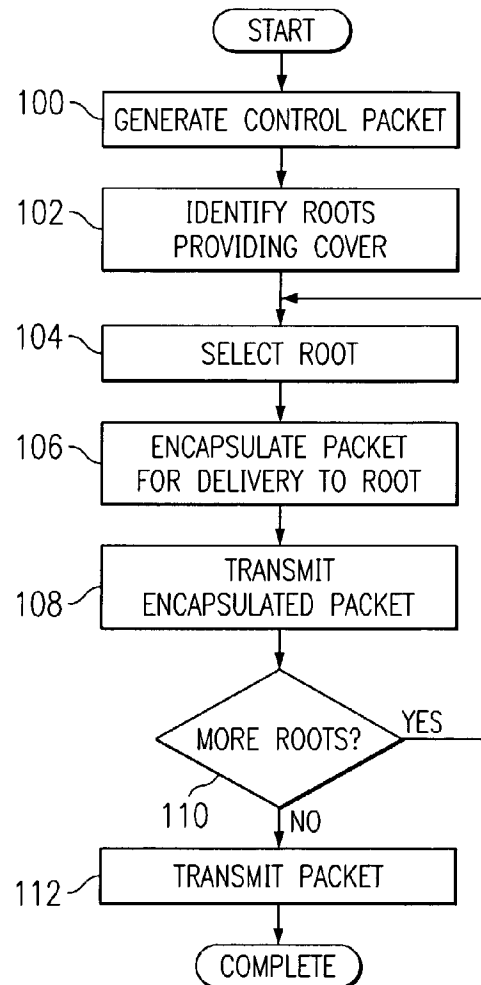 START
100
GENERATE CONTROL PACKET
102
IDENTIFY ROOTS
PROVIDING COVER
104
SELECT ROOT
106
ENCAPSULATE PACKET
FOR DELIVERY TO ROOT
108
TRANSMIT
ENCAPSULATED PACKET
MORE ROOTS?
YES
110
NO
112
TRANSMIT PACKET
COMPLETE